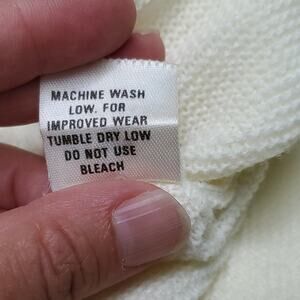 MACHINE WASH
LOW. FOR
IMPROVED WEAR
TUMBLE DRY LOW
DO NOT USE
BLEACH